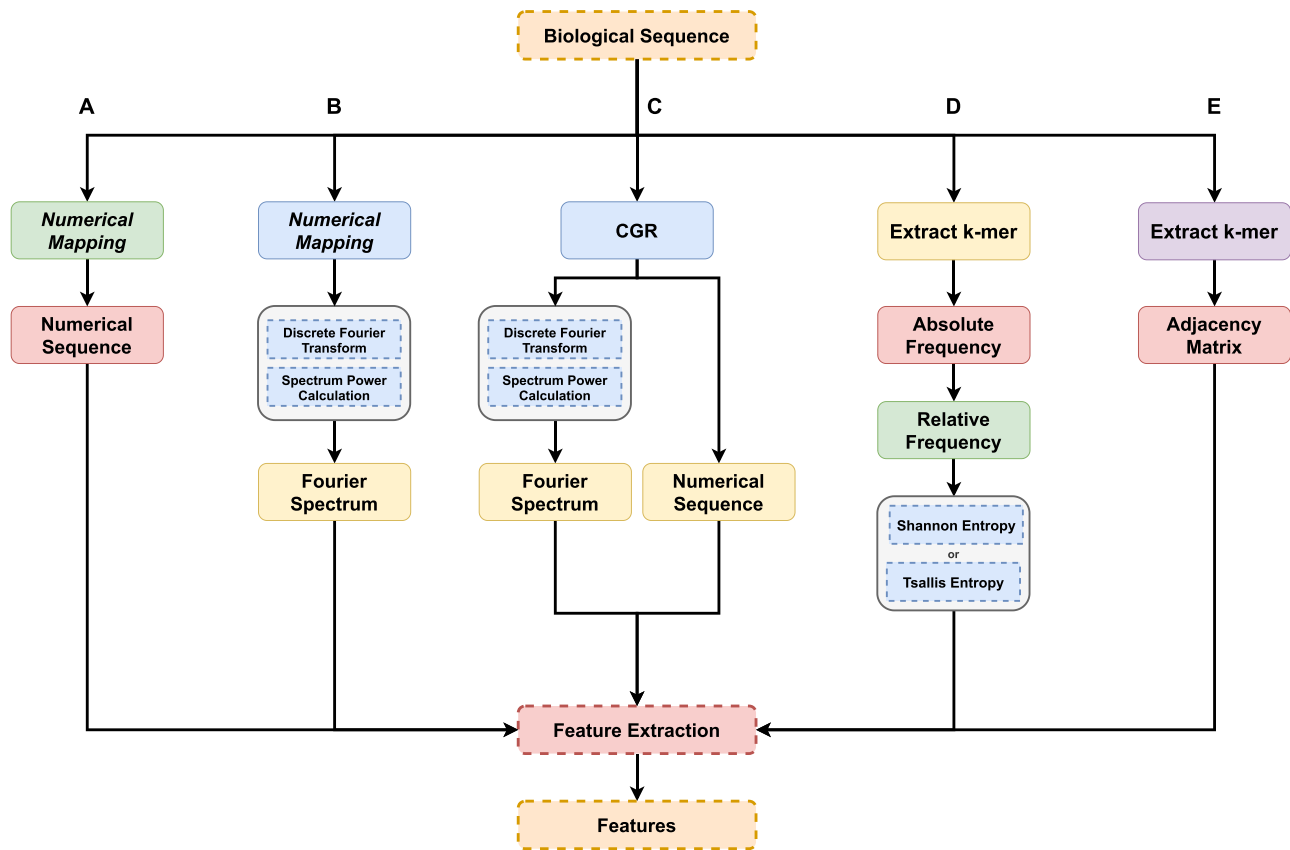 Biological Sequence
A
B
C
D
E
Numerical
Mapping
Numerical
Mapping
CGR
Extract k-mer
Extract k-mer
Numerical
Sequence
Discrete Fourier
Transform
Spectrum Power
Calculation
Discrete Fourier
Transform
Spectrum Power
Calculation
Absolute
Frequency
Adjacency
Matrix
Relative
Frequency
Fourier
Spectrum
Fourier
Spectrum
Numerical
Sequence
Shannon Entropy
or
Tsallis Entropy
Feature Extraction
Features